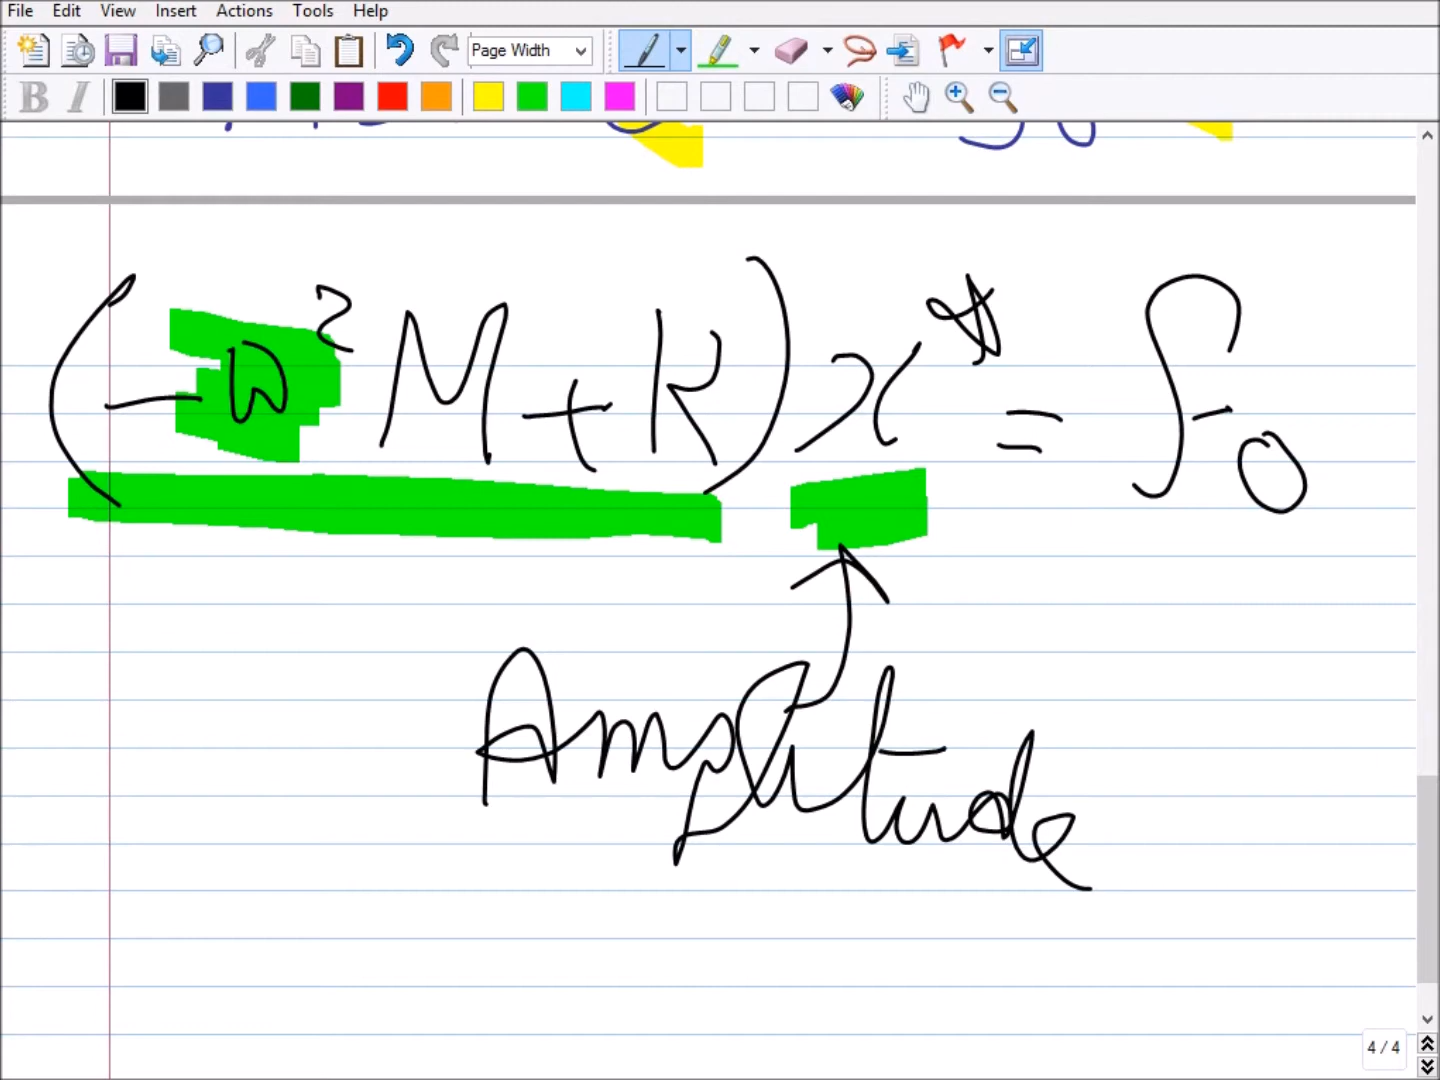 File Edit View Insert Actions Tools Help
Page Width
B I
(-ω²M+K)x* = f₀
Amplitude
4 / 4